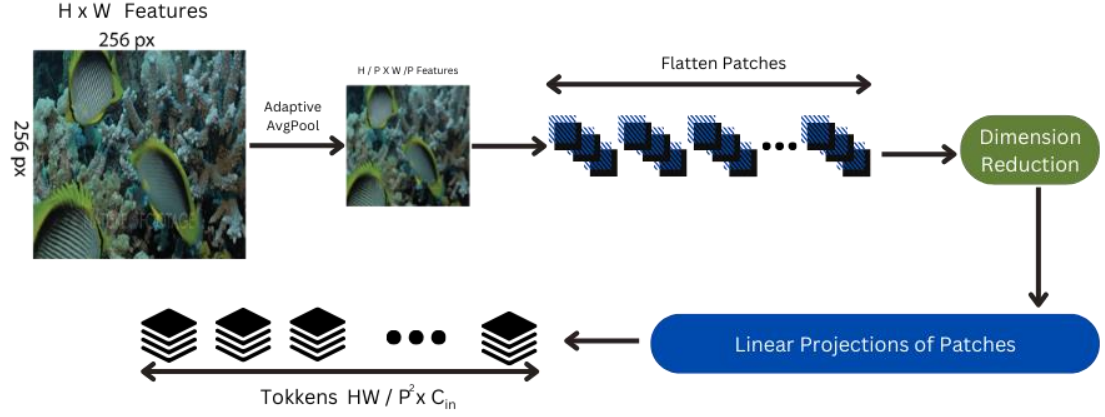 H x W Features
256 px
256 px
Adaptive
AvgPool
H / P X W /P Features
Flatten Patches
Dimension
Reduction
Linear Projections of Patches
Tokkens HW / P² x C_in